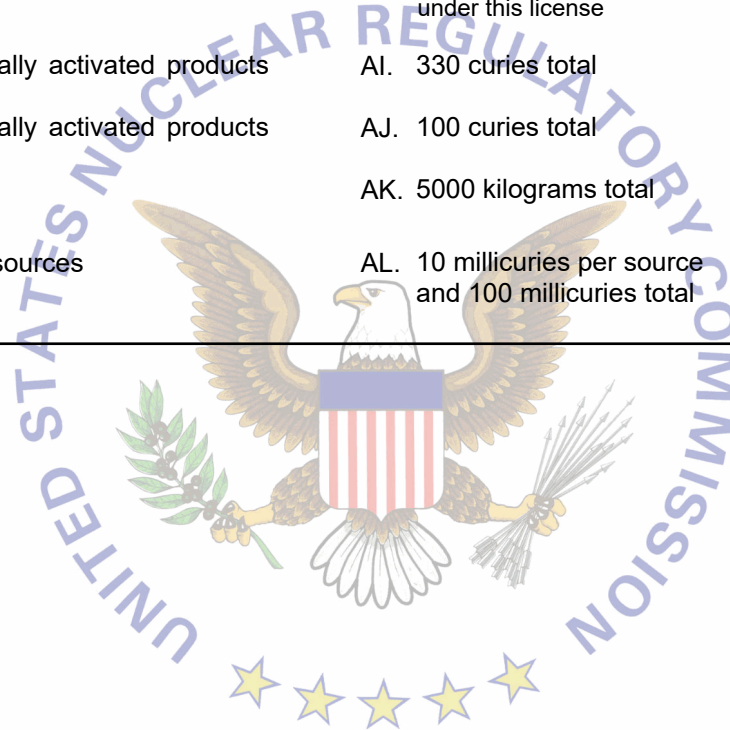 under this license
ally activated products AI. 330 curies total
ally activated products AJ. 100 curies total
AK. 5000 kilograms total
sources AL. 10 millicuries per source
and 100 millicuries total
UNITED STATES NUCLEAR REGULATORY COMMISSION